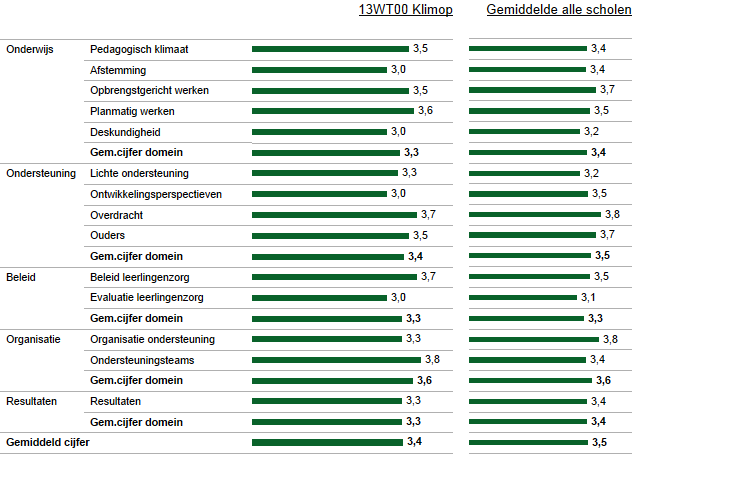 13WT00 Klimop Gemiddelde alle scholen
Onderwijs Pedagogisch klimaat 3,5 3,4
Afstemming 3,0 3,4
Opbrengstgericht werken 3,5 3,7
Planmatig werken 3,6 3,5
Deskundigheid 3,0 3,2
Gem.cijfer domein 3,3 3,4
Ondersteuning Lichte ondersteuning 3,3 3,2
Ontwikkelingsperspectieven 3,0 3,5
Overdracht 3,7 3,8
Ouders 3,5 3,7
Gem.cijfer domein 3,4 3,5
Beleid Beleid leerlingenzorg 3,7 3,5
Evaluatie leerlingenzorg 3,0 3,1
Gem.cijfer domein 3,3 3,3
Organisatie Organisatie ondersteuning 3,3 3,8
Ondersteuningsteams 3,8 3,4
Gem.cijfer domein 3,6 3,6
Resultaten Resultaten 3,3 3,4
Gem.cijfer domein 3,3 3,4
Gemiddeld cijfer 3,4 3,5